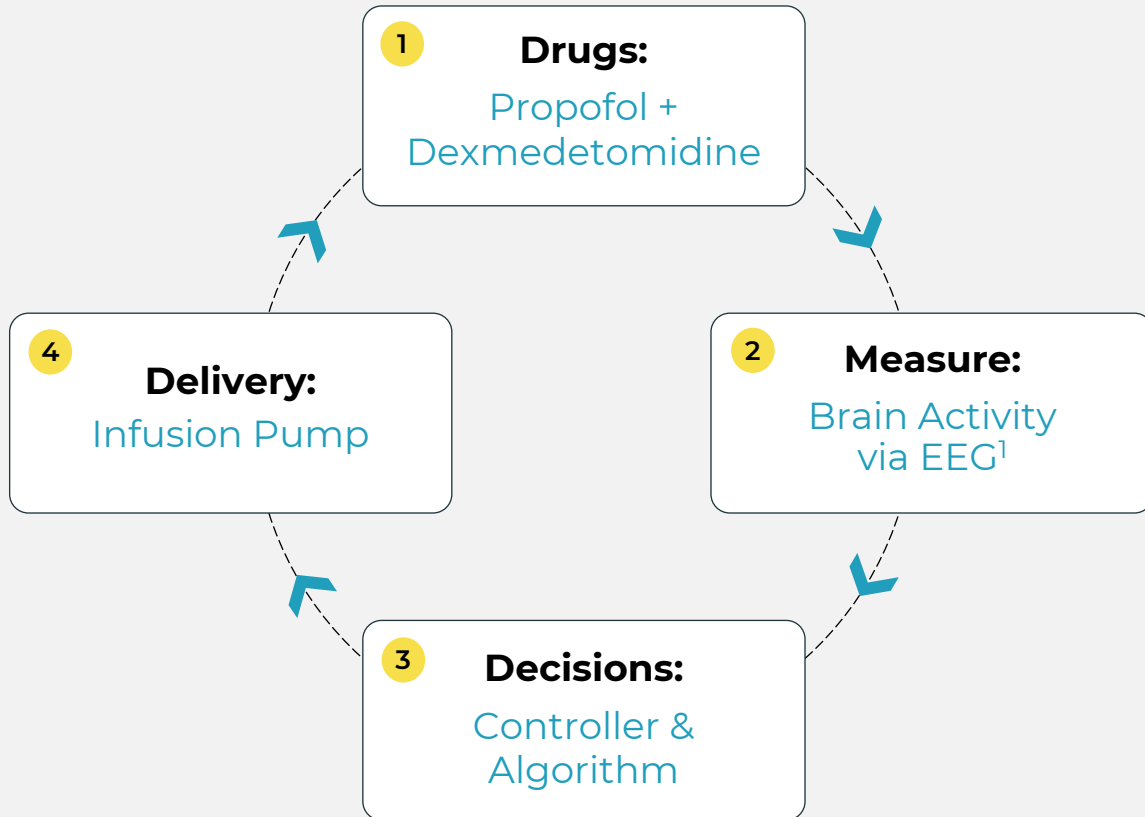 1
Drugs:
Propofol +
Dexmedetomidine
2
Measure:
Brain Activity
via EEG¹
3
Decisions:
Controller &
Algorithm
4
Delivery:
Infusion Pump